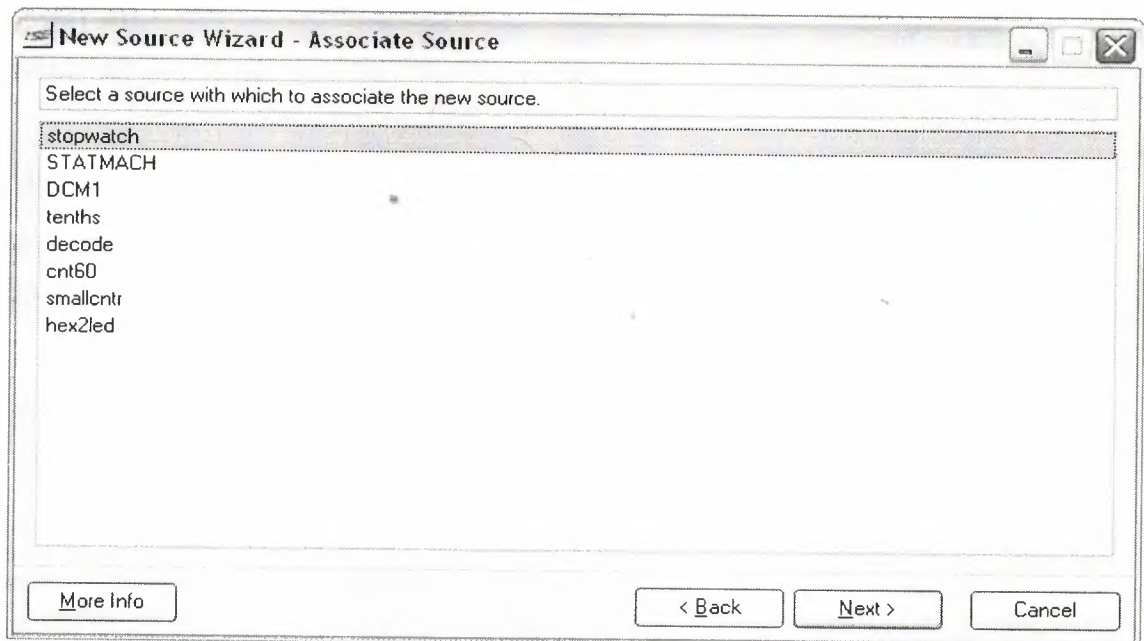 New Source Wizard - Associate Source
Select a source with which to associate the new source.
stopwatch
STATMACH
DCM1
tenths
decode
cnt60
smallcntr
hex2led
More Info
< Back
Next >
Cancel